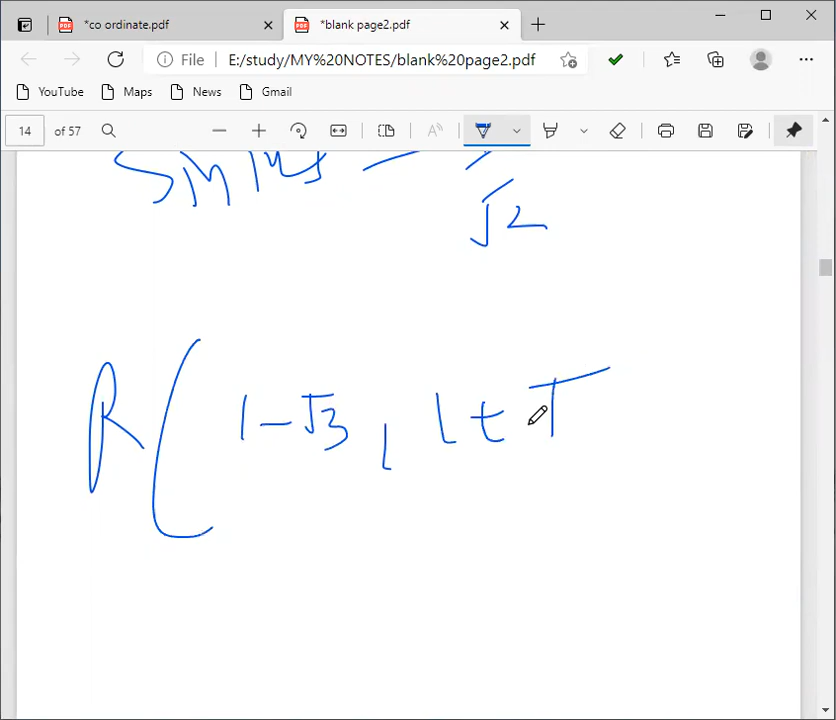 *co ordinate.pdf
*blank page2.pdf
File E:/study/MY%20NOTES/blank%20page2.pdf
YouTube Maps News Gmail
14 of 57
√2
R( 1-√3, 1+√